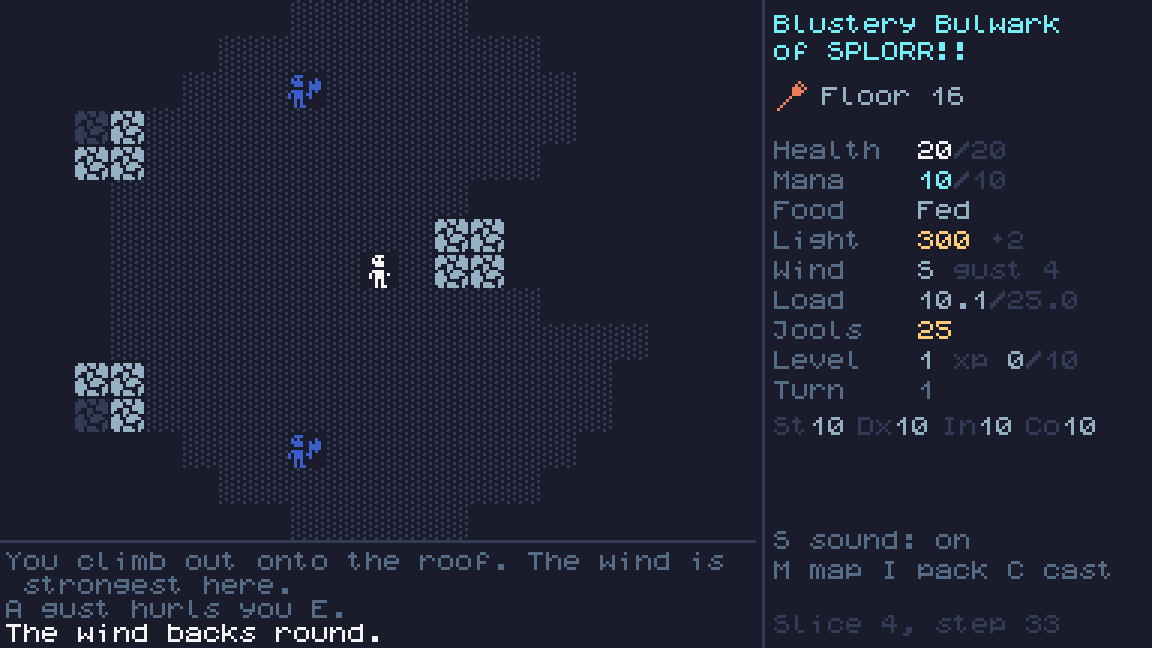 Blustery Bulwark
of SPLORR!!
Floor 16
Health 20/20
Mana 10/10
Food Fed
Light 300 +2
Wind S gust 4
Load 10.1/25.0
Jools 25
Level 1 xp 0/10
Turn 1
St10 Dx10 In10 Co10
S sound: on
M map I pack C cast
Slice 4, step 33
You climb out onto the roof. The wind is
strongest here.
A gust hurls you E.
The wind backs round.